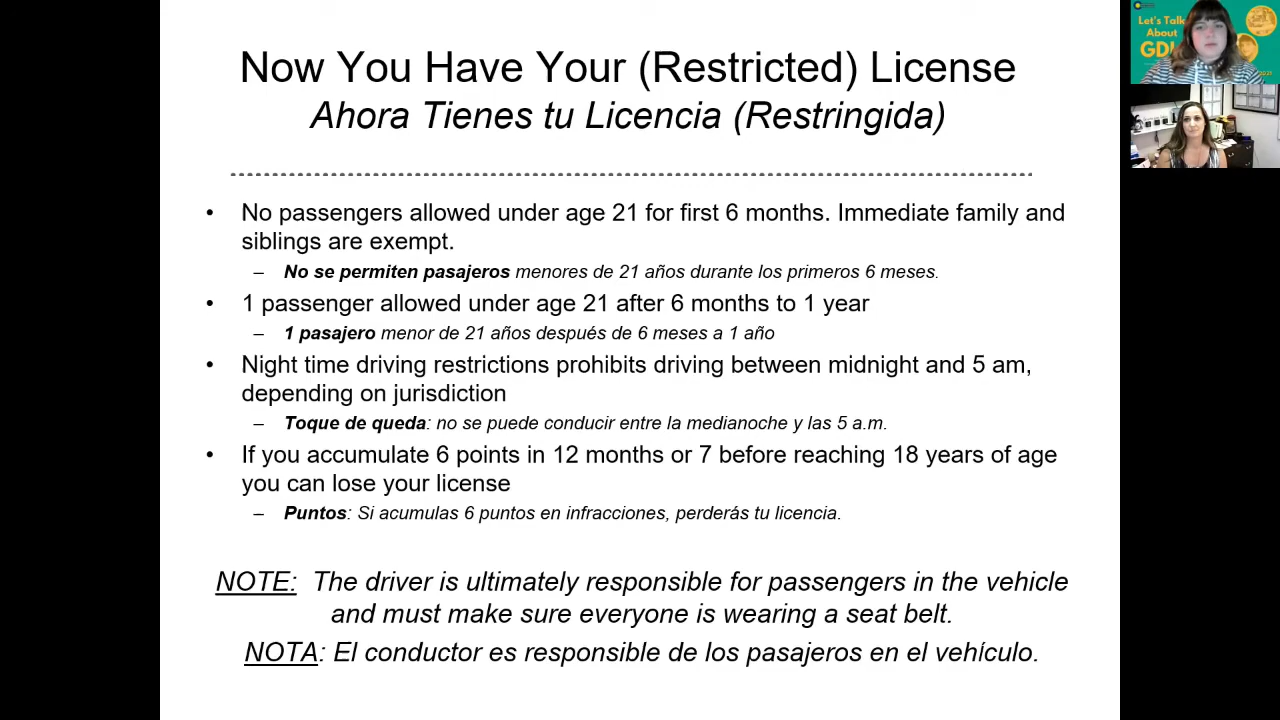 Now You Have Your (Restricted) License
Ahora Tienes tu Licencia (Restringida)
• No passengers allowed under age 21 for first 6 months. Immediate family and
siblings are exempt.
– No se permiten pasajeros menores de 21 años durante los primeros 6 meses.
• 1 passenger allowed under age 21 after 6 months to 1 year
– 1 pasajero menor de 21 años después de 6 meses a 1 año
• Night time driving restrictions prohibits driving between midnight and 5 am,
depending on jurisdiction
– Toque de queda: no se puede conducir entre la medianoche y las 5 a.m.
• If you accumulate 6 points in 12 months or 7 before reaching 18 years of age
you can lose your license
– Puntos: Si acumulas 6 puntos en infracciones, perderás tu licencia.
NOTE: The driver is ultimately responsible for passengers in the vehicle
and must make sure everyone is wearing a seat belt.
NOTA: El conductor es responsible de los pasajeros en el vehículo.
Let's Talk
About